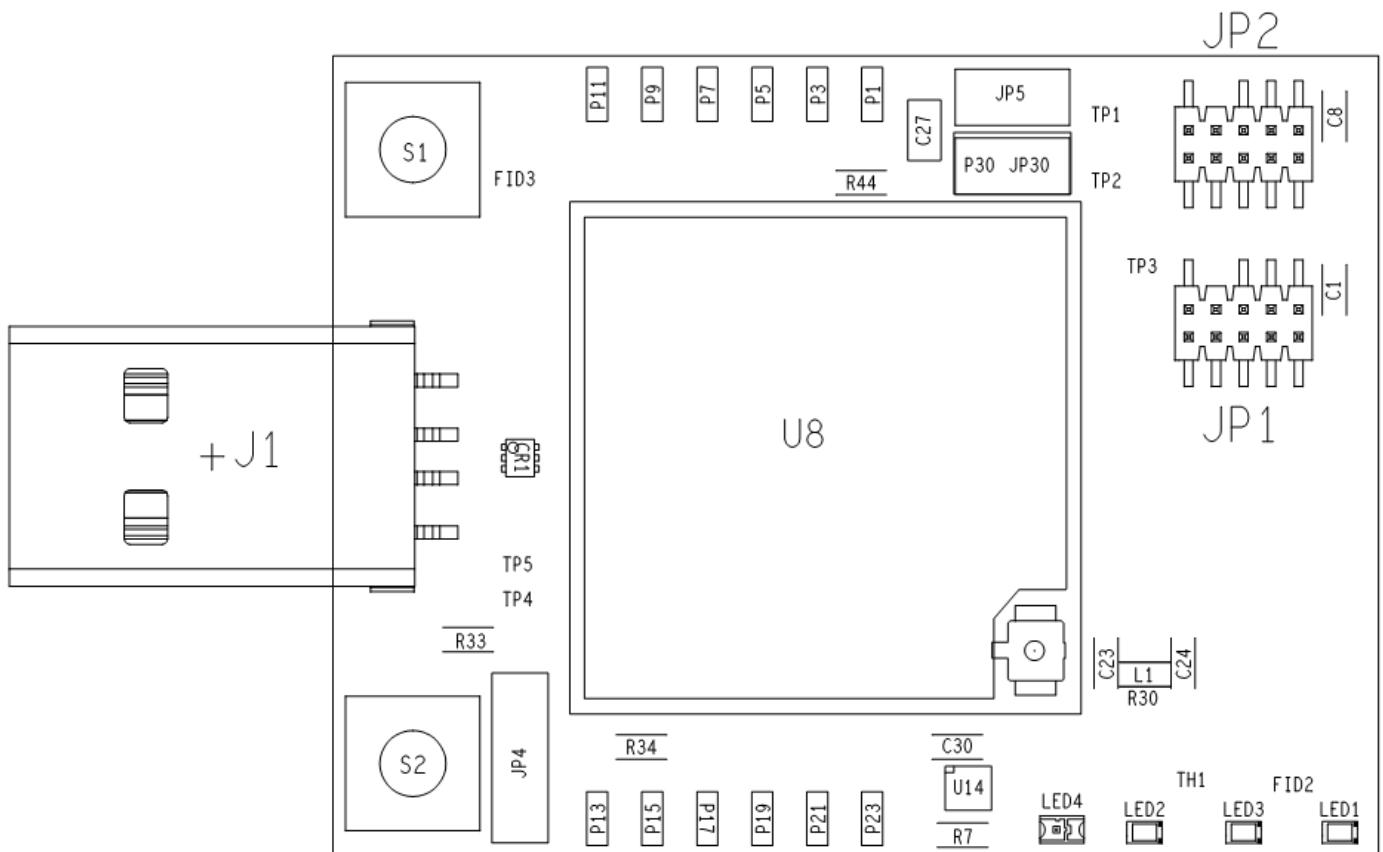 JP2
P11 P9 P7 P5 P3 P1
JP5
TP1
C27
C8
S1
FID3
R44
P30 JP30
TP2
TP3
C1
U8
JP1
+J1
CR1
TP5
TP4
R33
C23
L1
C24
R30
R34
C30
S2
JP4
U14
P13 P15 P17 P19 P21 P23
R7
LED4
TH1
FID2
LED2
LED3
LED1